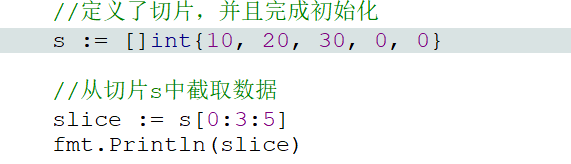 //定义了切片，并且完成初始化
s := []int{10, 20, 30, 0, 0}
//从切片s中截取数据
slice := s[0:3:5]
fmt.Println(slice)